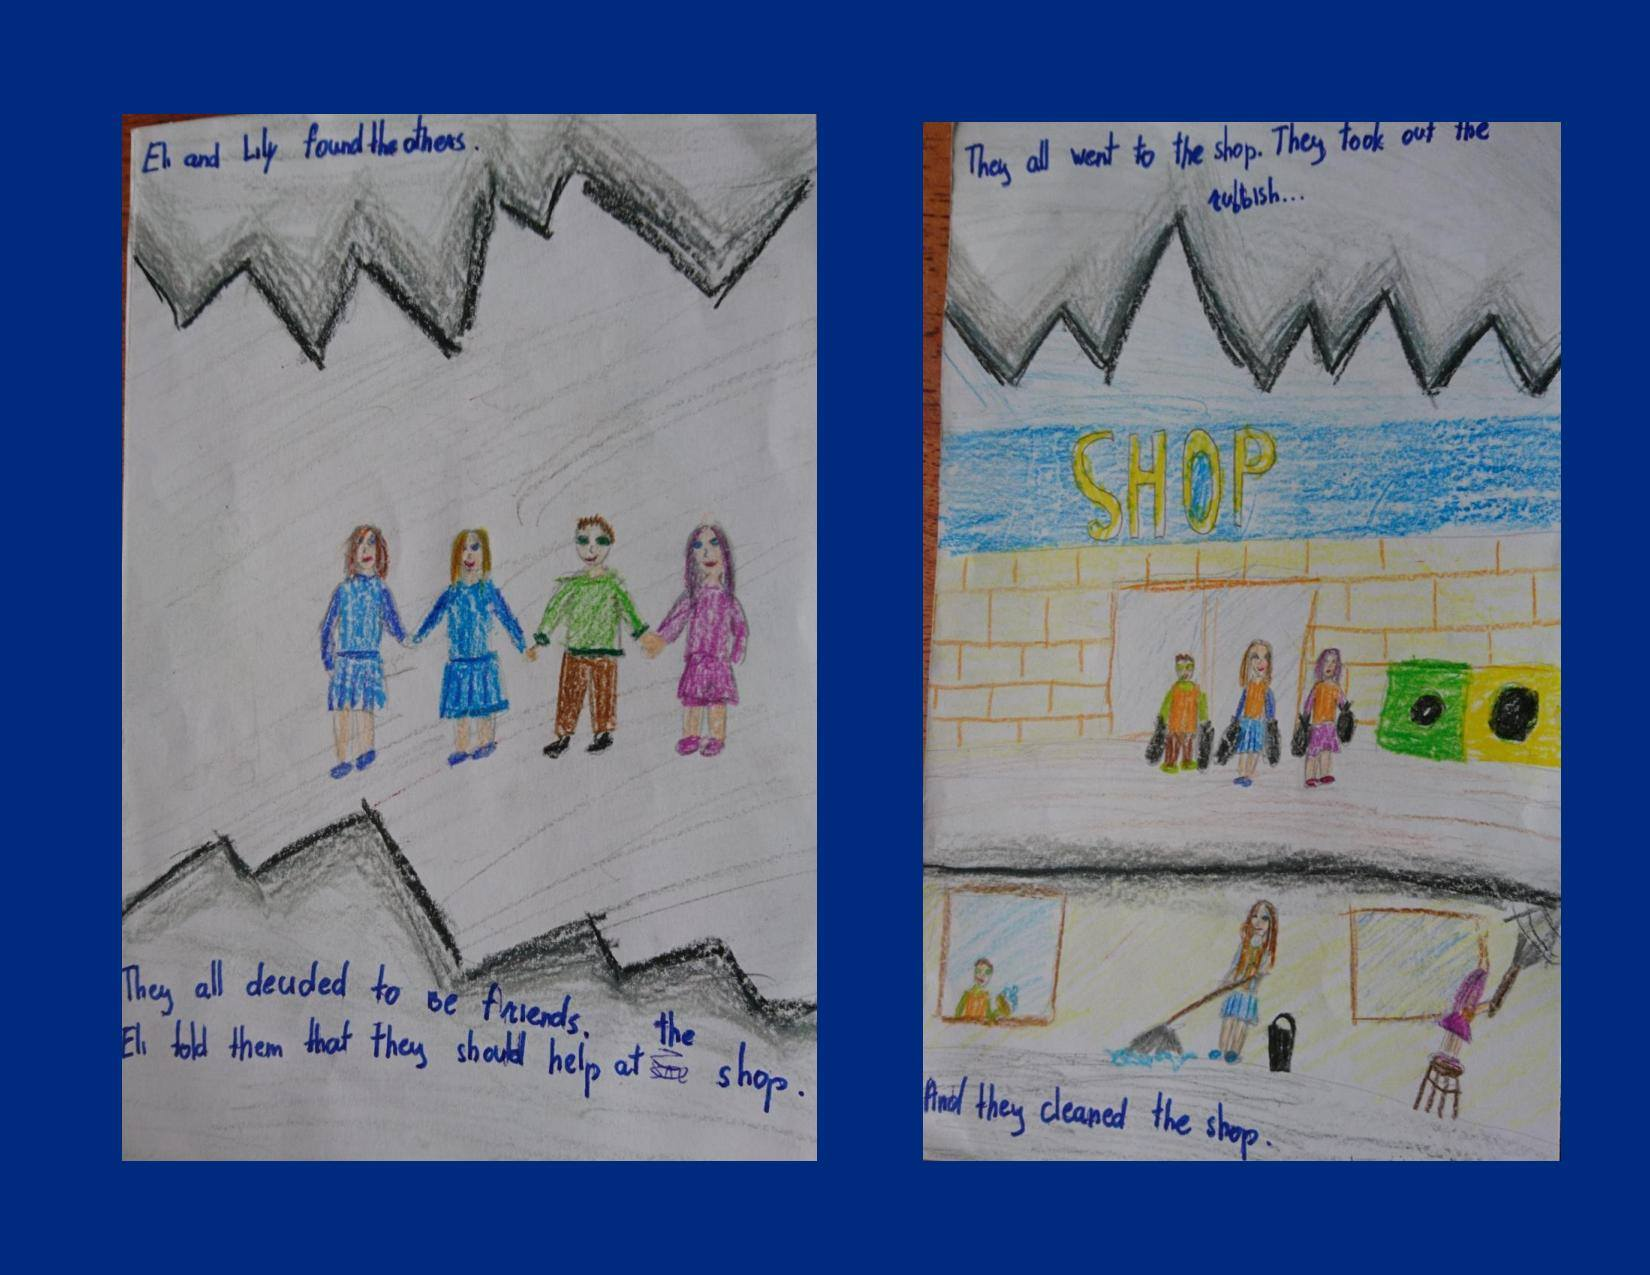 Eli and Lily found the others.
They all decided to be friends.
Eli told them that they should help at the shop.
They all went to the shop. They took out the
rubbish...
SHOP
And they cleaned the shop.